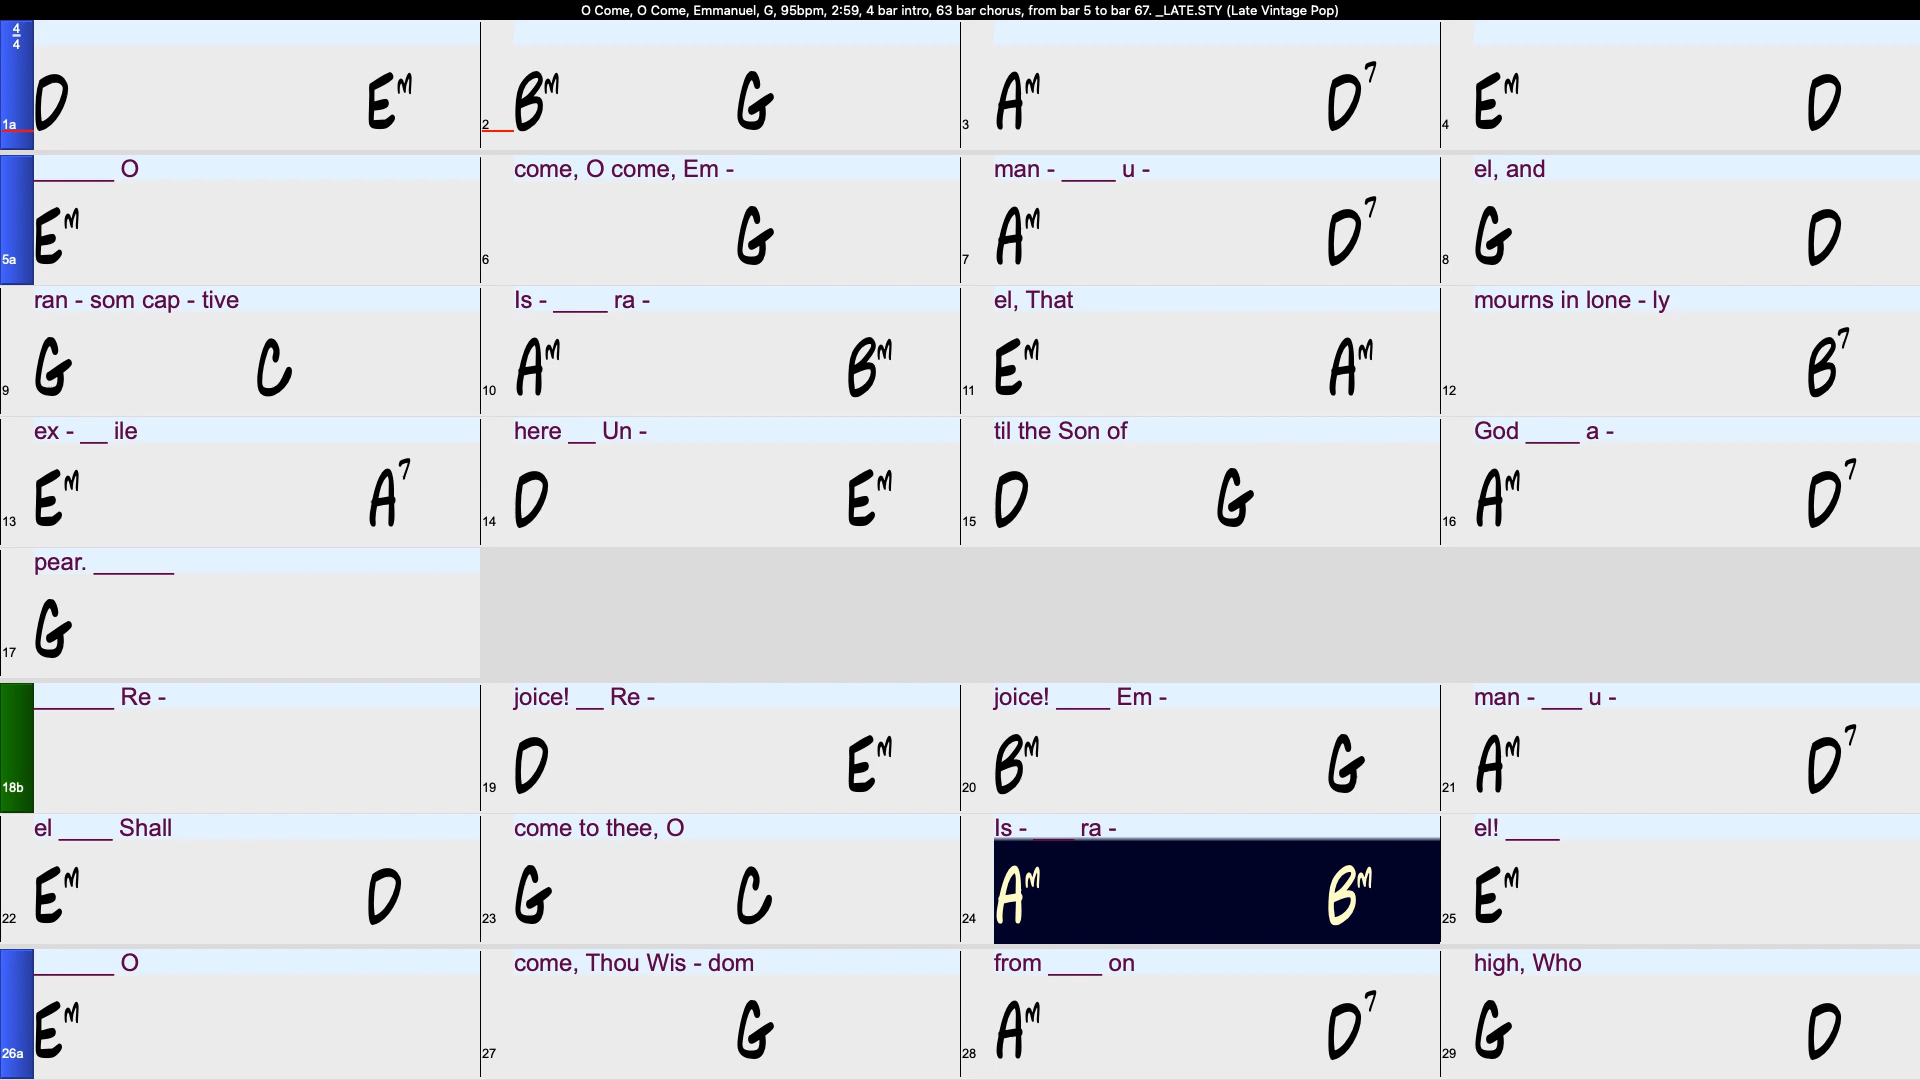 O Come, O Come, Emmanuel, G, 95bpm, 2:59, 4 bar intro, 63 bar chorus, from bar 5 to bar 67. _LATE.STY (Late Vintage Pop)
4
4
1a D Em 2 Bm G 3 Am D7 4 Em D
______ O come, O come, Em - man - ____ u - el, and
5a Em 6 G 7 Am D7 8 G D
ran - som cap - tive Is - ____ ra - el, That mourns in lone - ly
9 G C 10 Am Bm 11 Em Am 12 B7
ex - __ ile here __ Un - til the Son of God ____ a -
13 Em A7 14 D Em 15 D G 16 Am D7
pear. ______
17 G
______ Re - joice! __ Re - joice! ____ Em - man - ___ u -
18b 19 D Em 20 Bm G 21 Am D7
el ____ Shall come to thee, O Is - ___ ra - el! ____
22 Em D 23 G C 24 Am Bm 25 Em
______ O come, Thou Wis - dom from ____ on high, Who
26a Em 27 G 28 Am D7 29 G D